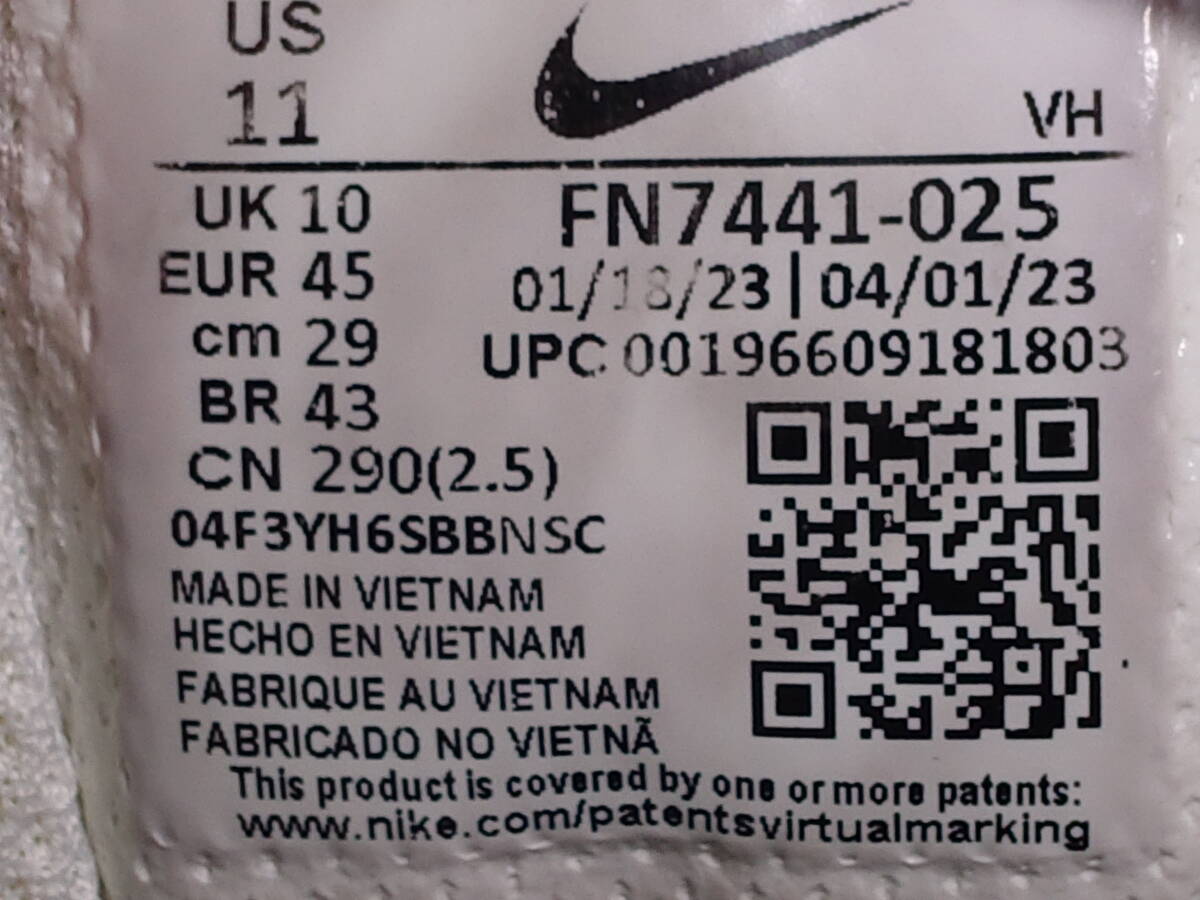 US
11
VH
UK 10
EUR 45
cm 29
BR 43
CN 290(2.5)
FN7441-025
01/18/23 | 04/01/23
UPC 00196609181803
04F3YH6SBBNSC
MADE IN VIETNAM
HECHO EN VIETNAM
FABRIQUE AU VIETNAM
FABRICADO NO VIETNÃ
This product is covered by one or more patents:
www.nike.com/patentsvirtualmarking